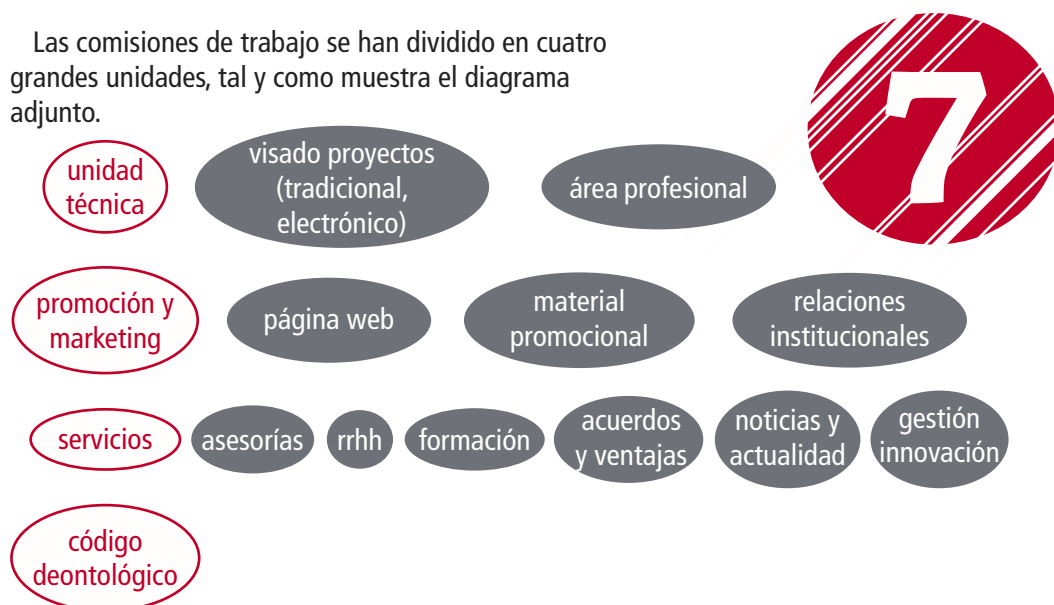 Las comisiones de trabajo se han dividido en cuatro
grandes unidades, tal y como muestra el diagrama
adjunto.
7
unidad
técnica
visado proyectos
(tradicional,
electrónico)
área profesional
promoción y
marketing
página web
material
promocional
relaciones
institucionales
servicios
asesorías
rrhh
formación
acuerdos
y ventajas
noticias y
actualidad
gestión
innovación
código
deontológico